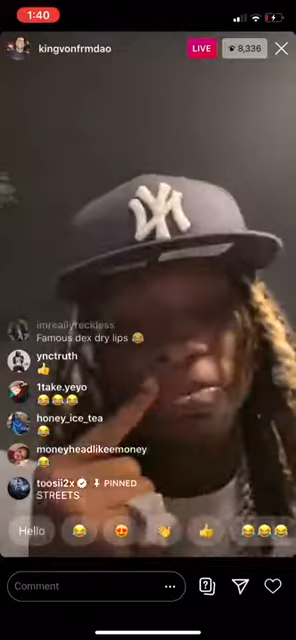 1:40
kingvonfrmdao
LIVE
8,336
NY
imreallyreckless
Famous dex dry lips 😂
ynctruth
👍
1take.yeyo
😂😂😂
honey_ice_tea
😂
moneyheadlikeemoney
😂
toosii2x PINNED
STREETS
Hello 😂 😍 👏 👍 😂😂😂
Comment